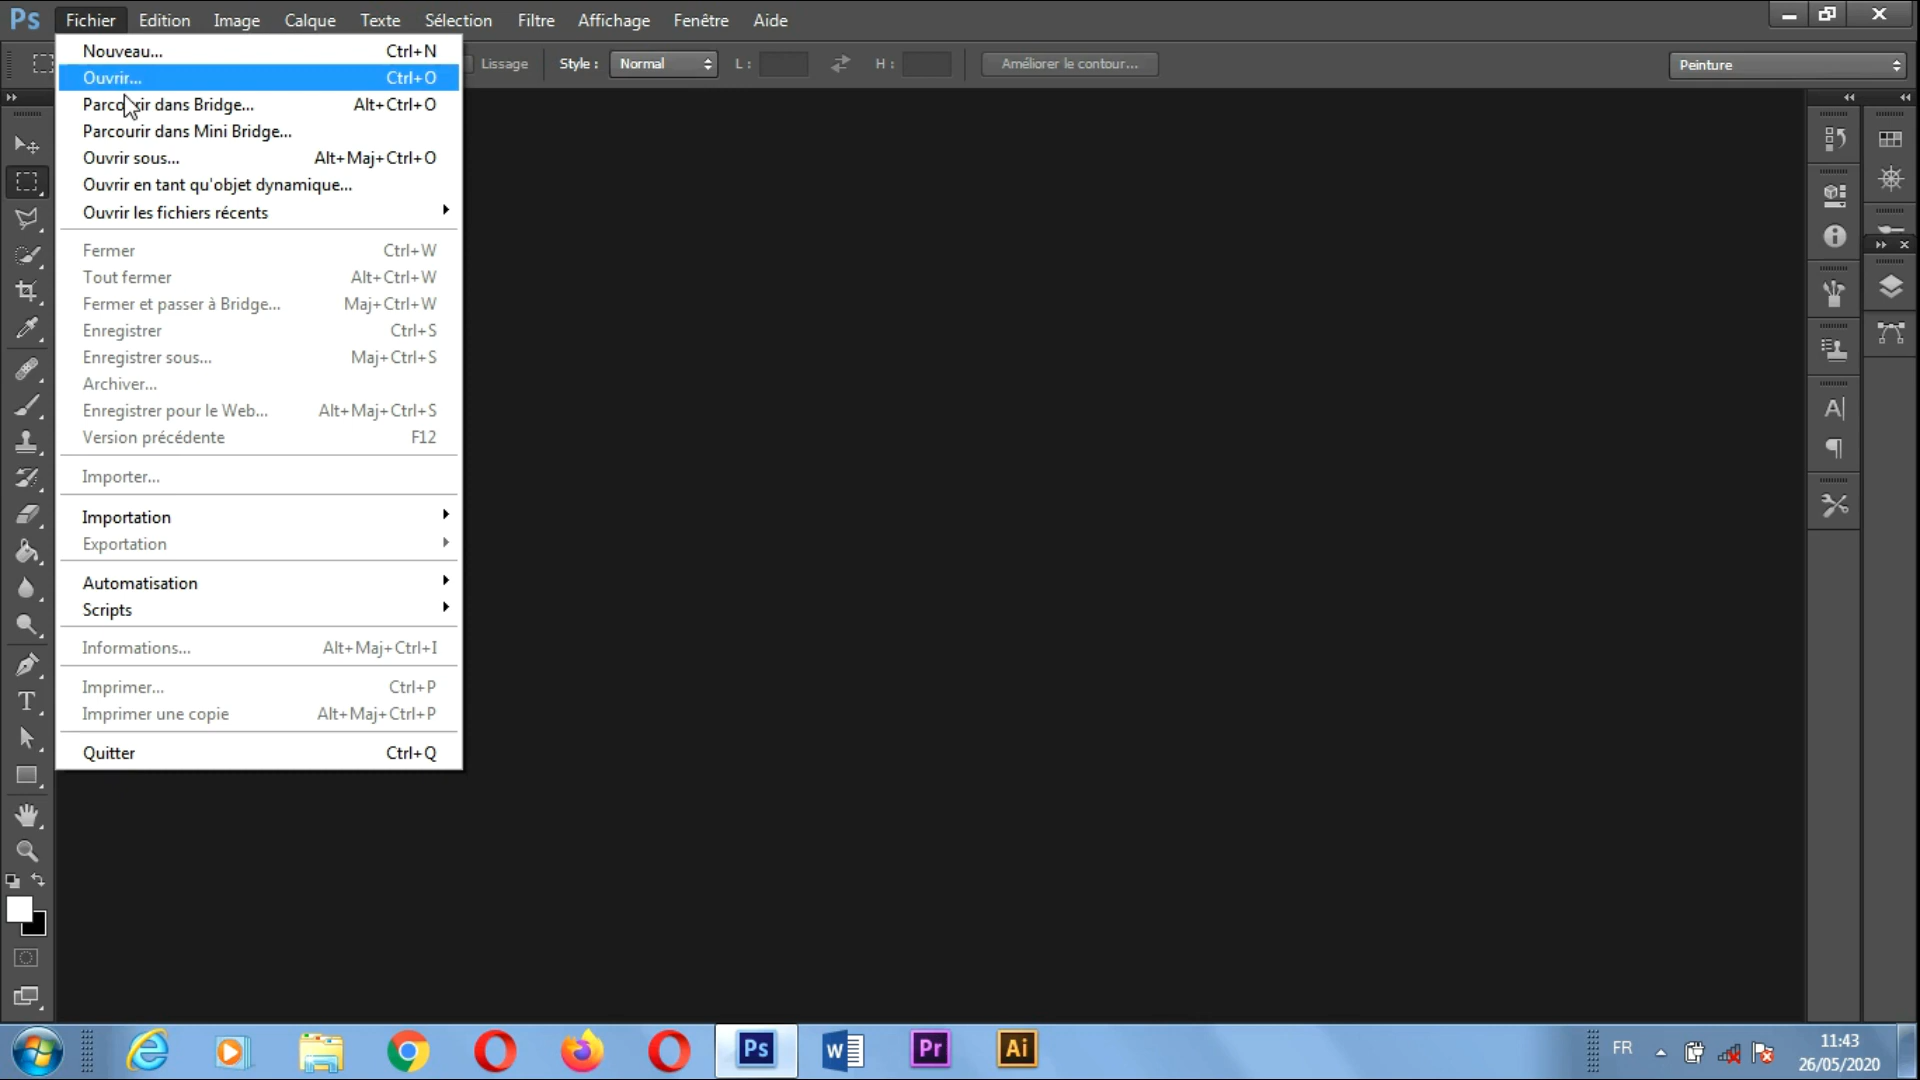 Ps Fichier Edition Image Calque Texte Sélection Filtre Affichage Fenêtre Aide
Lissage Style : Normal L : H : Améliorer le contour... Peinture
Nouveau... Ctrl+N
Ouvrir... Ctrl+O
Parcourir dans Bridge... Alt+Ctrl+O
Parcourir dans Mini Bridge...
Ouvrir sous... Alt+Maj+Ctrl+O
Ouvrir en tant qu'objet dynamique...
Ouvrir les fichiers récents
Fermer Ctrl+W
Tout fermer Alt+Ctrl+W
Fermer et passer à Bridge... Maj+Ctrl+W
Enregistrer Ctrl+S
Enregistrer sous... Maj+Ctrl+S
Archiver...
Enregistrer pour le Web... Alt+Maj+Ctrl+S
Version précédente F12
Importer...
Importation
Exportation
Automatisation
Scripts
Informations... Alt+Maj+Ctrl+I
Imprimer... Ctrl+P
Imprimer une copie Alt+Maj+Ctrl+P
Quitter Ctrl+Q
Ps W Pr Ai FR 11:43
26/05/2020